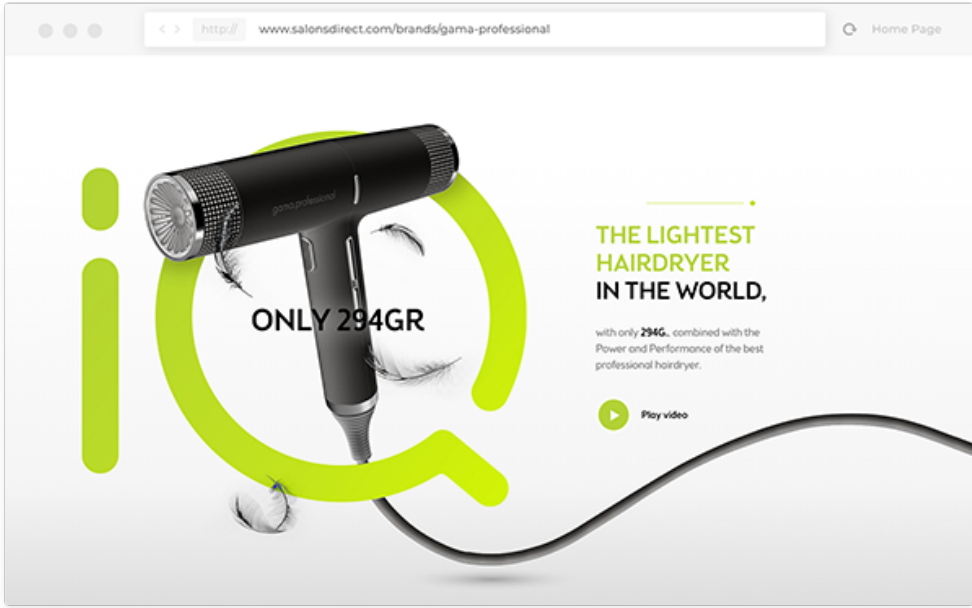 http://
www.salonsdirect.com/brands/gama-professional
Home Page
iQ
gama.professional
ONLY 294GR
THE LIGHTEST
HAIRDRYER
IN THE WORLD,
with only 294G., combined with the
Power and Performance of the best
professional hairdryer.
Play video